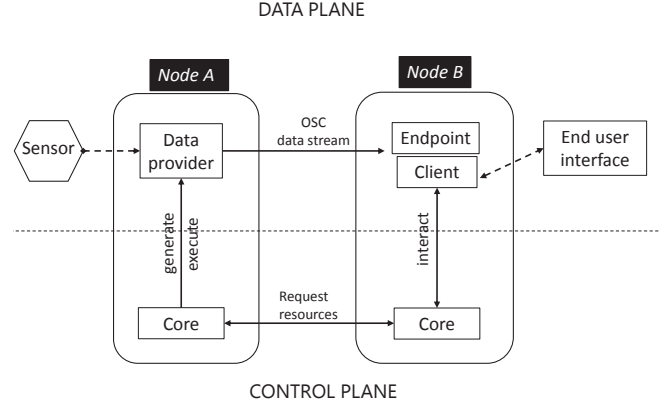 DATA PLANE
Node A
Node B
Sensor
Data
provider
OSC
data stream
Endpoint
Client
End user
interface
generate
execute
interact
Core
Request
resources
Core
CONTROL PLANE